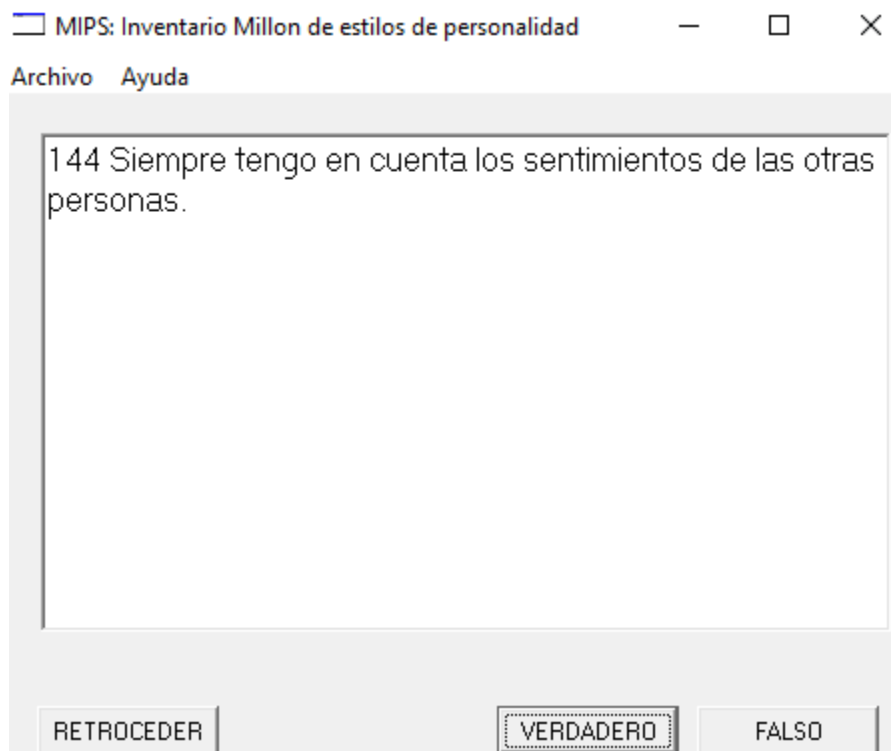 MIPS: Inventario Millon de estilos de personalidad
Archivo Ayuda
144 Siempre tengo en cuenta los sentimientos de las otras
personas.
RETROCEDER VERDADERO FALSO